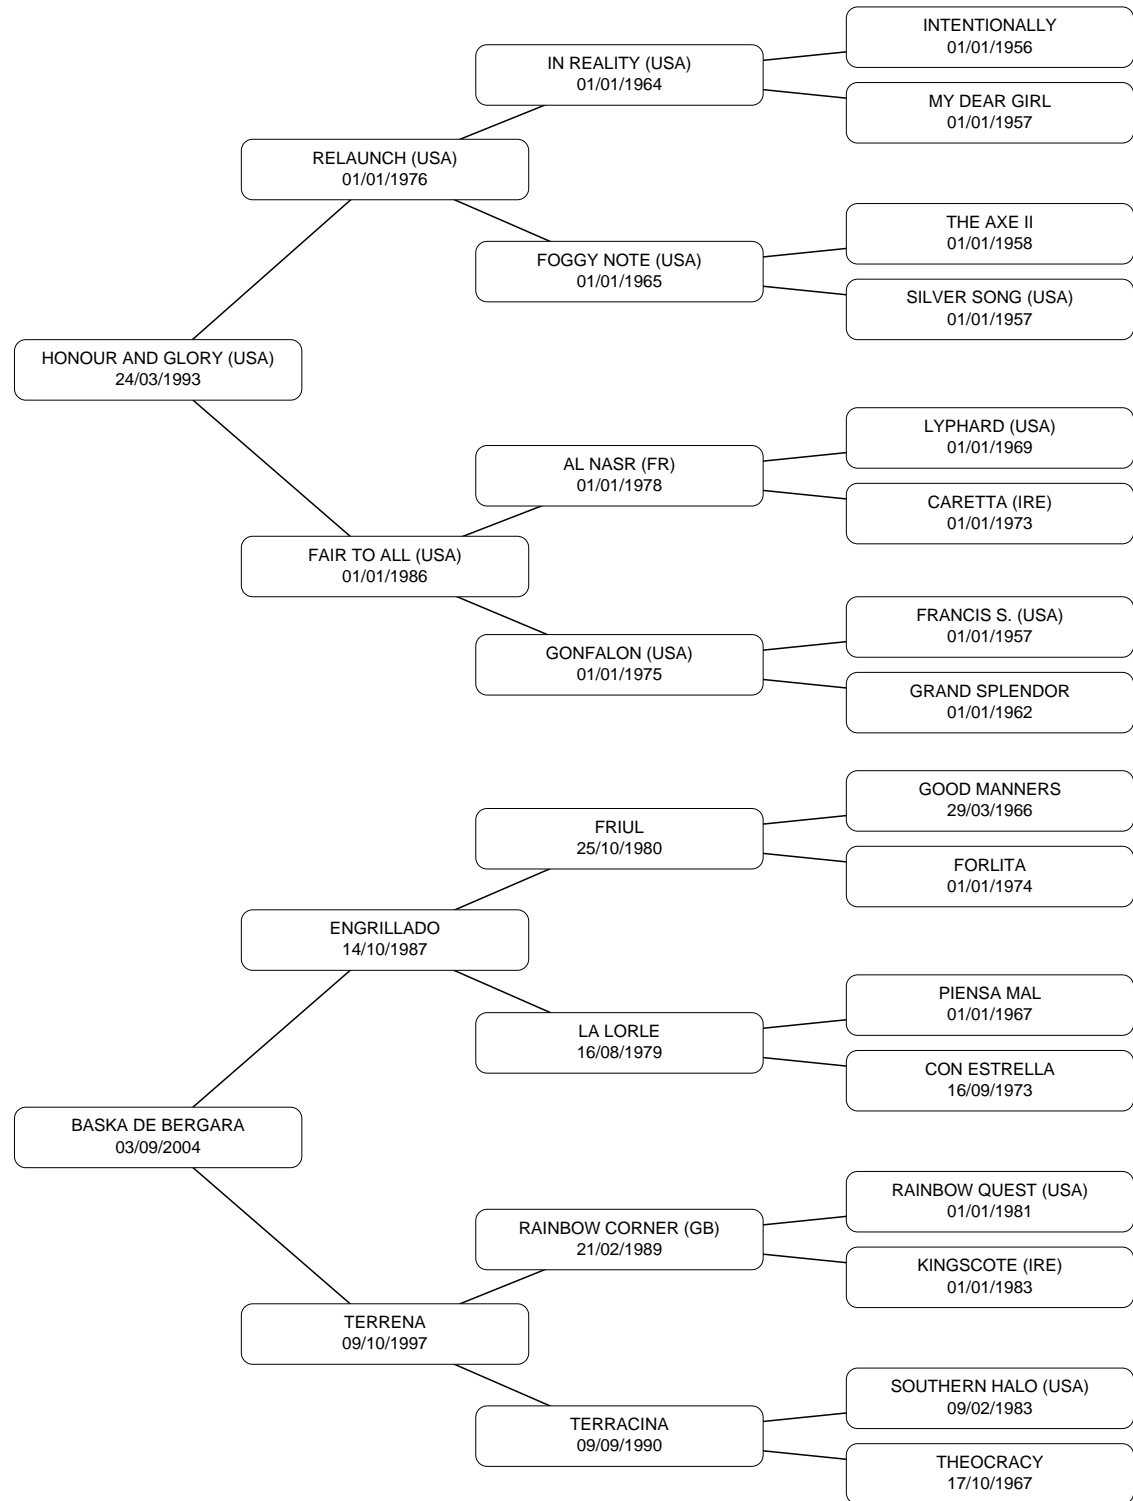 INTENTIONALLY
01/01/1956
IN REALITY (USA)
01/01/1964
MY DEAR GIRL
01/01/1957
RELAUNCH (USA)
01/01/1976
THE AXE II
01/01/1958
FOGGY NOTE (USA)
01/01/1965
SILVER SONG (USA)
01/01/1957
HONOUR AND GLORY (USA)
24/03/1993
LYPHARD (USA)
01/01/1969
AL NASR (FR)
01/01/1978
CARETTA (IRE)
01/01/1973
FAIR TO ALL (USA)
01/01/1986
FRANCIS S. (USA)
01/01/1957
GONFALON (USA)
01/01/1975
GRAND SPLENDOR
01/01/1962
GOOD MANNERS
29/03/1966
FRIUL
25/10/1980
FORLITA
01/01/1974
ENGRILLADO
14/10/1987
PIENSA MAL
01/01/1967
LA LORLE
16/08/1979
CON ESTRELLA
16/09/1973
BASKA DE BERGARA
03/09/2004
RAINBOW QUEST (USA)
01/01/1981
RAINBOW CORNER (GB)
21/02/1989
KINGSCOTE (IRE)
01/01/1983
TERRENA
09/10/1997
SOUTHERN HALO (USA)
09/02/1983
TERRACINA
09/09/1990
THEOCRACY
17/10/1967